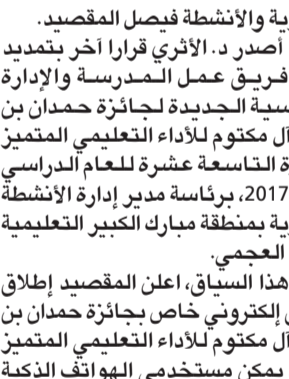 ية والأنشطة فيصل المقصيد.
أصدر د. الأثري قرارا آخر بتمديد
فريق عمل المدرسة والإدارة
سية الجديدة لجائزة حمدان بن
آل مكتوم للأداء التعليمي المتميز
ة التاسعة عشرة للعام الدراسي
2017، برئاسة مدير إدارة الأنشطة
ية بمنطقة مبارك الكبير التعليمية
العجمي.
هذا السياق، اعلن المقصيد إطلاق
إلكتروني خاص بجائزة حمدان بن
آل مكتوم للأداء التعليمي المتميز
يمكن مستخدمي الهواتف الذكية